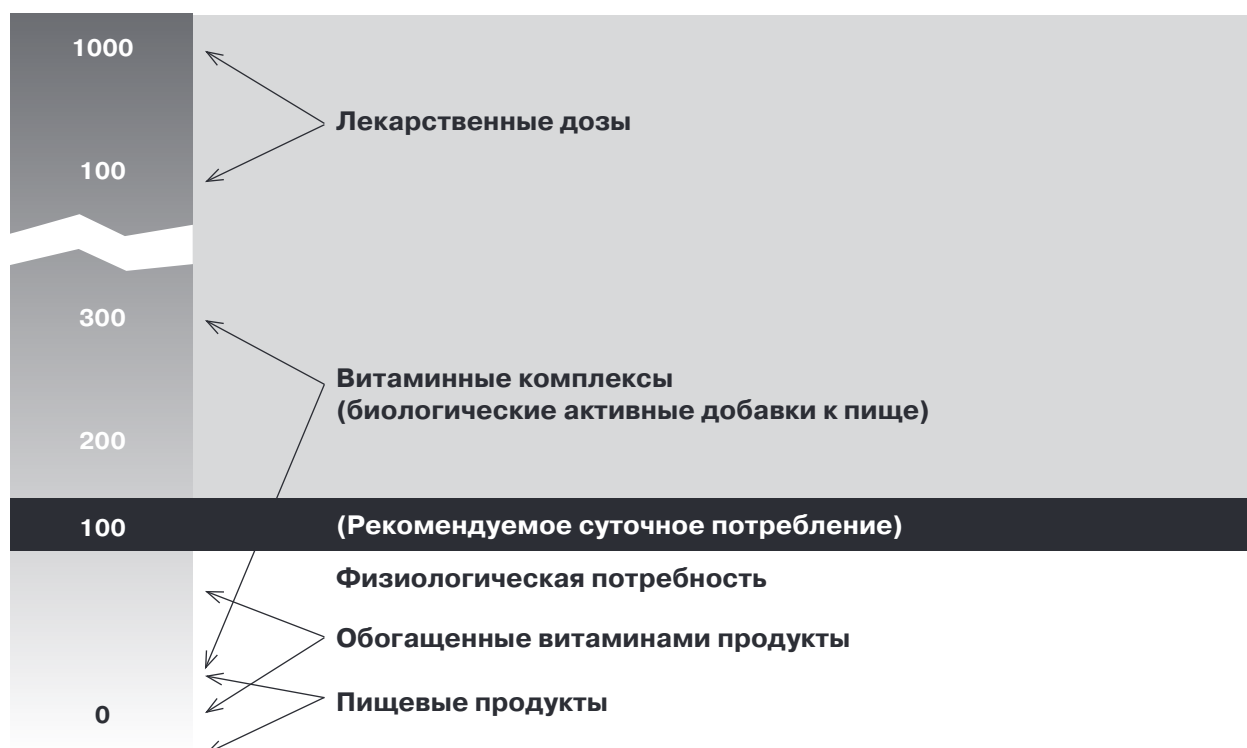 1000
Лекарственные дозы
100
300
Витаминные комплексы
(биологические активные добавки к пище)
200
100
(Рекомендуемое суточное потребление)
Физиологическая потребность
Обогащенные витаминами продукты
Пищевые продукты
0